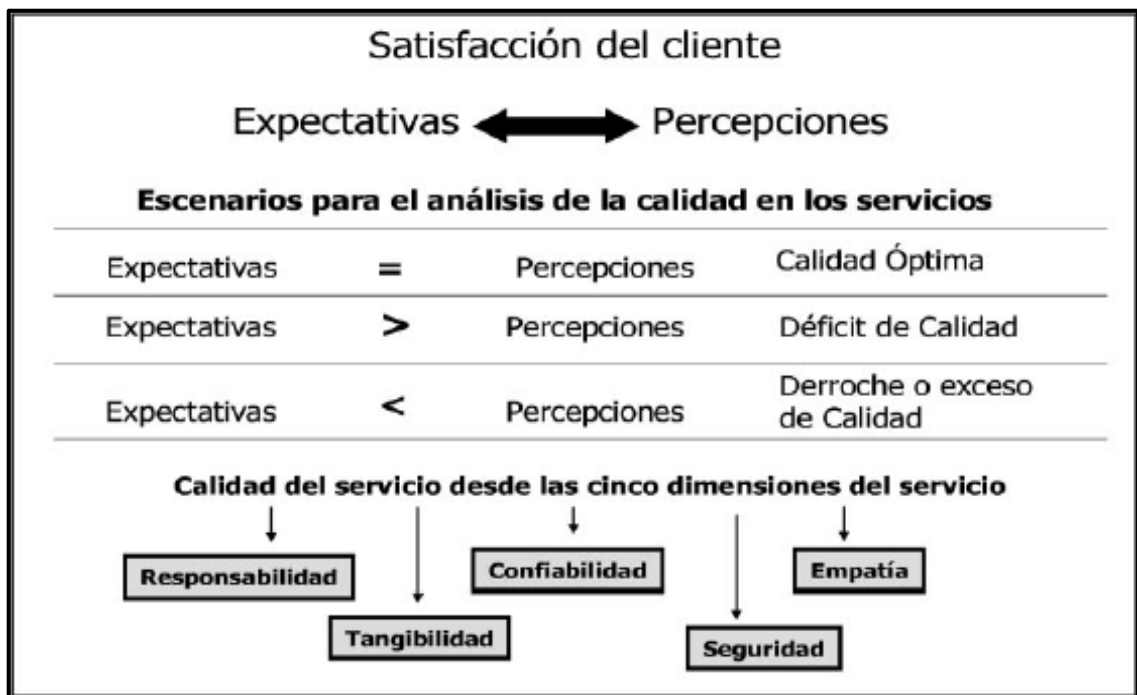 Satisfacción del cliente
Expectativas Percepciones
Escenarios para el análisis de la calidad en los servicios
Expectativas = Percepciones Calidad Óptima
Expectativas > Percepciones Déficit de Calidad
Expectativas < Percepciones Derroche o exceso
de Calidad
Calidad del servicio desde las cinco dimensiones del servicio
Responsabilidad Confiabilidad Empatía
Tangibilidad Seguridad